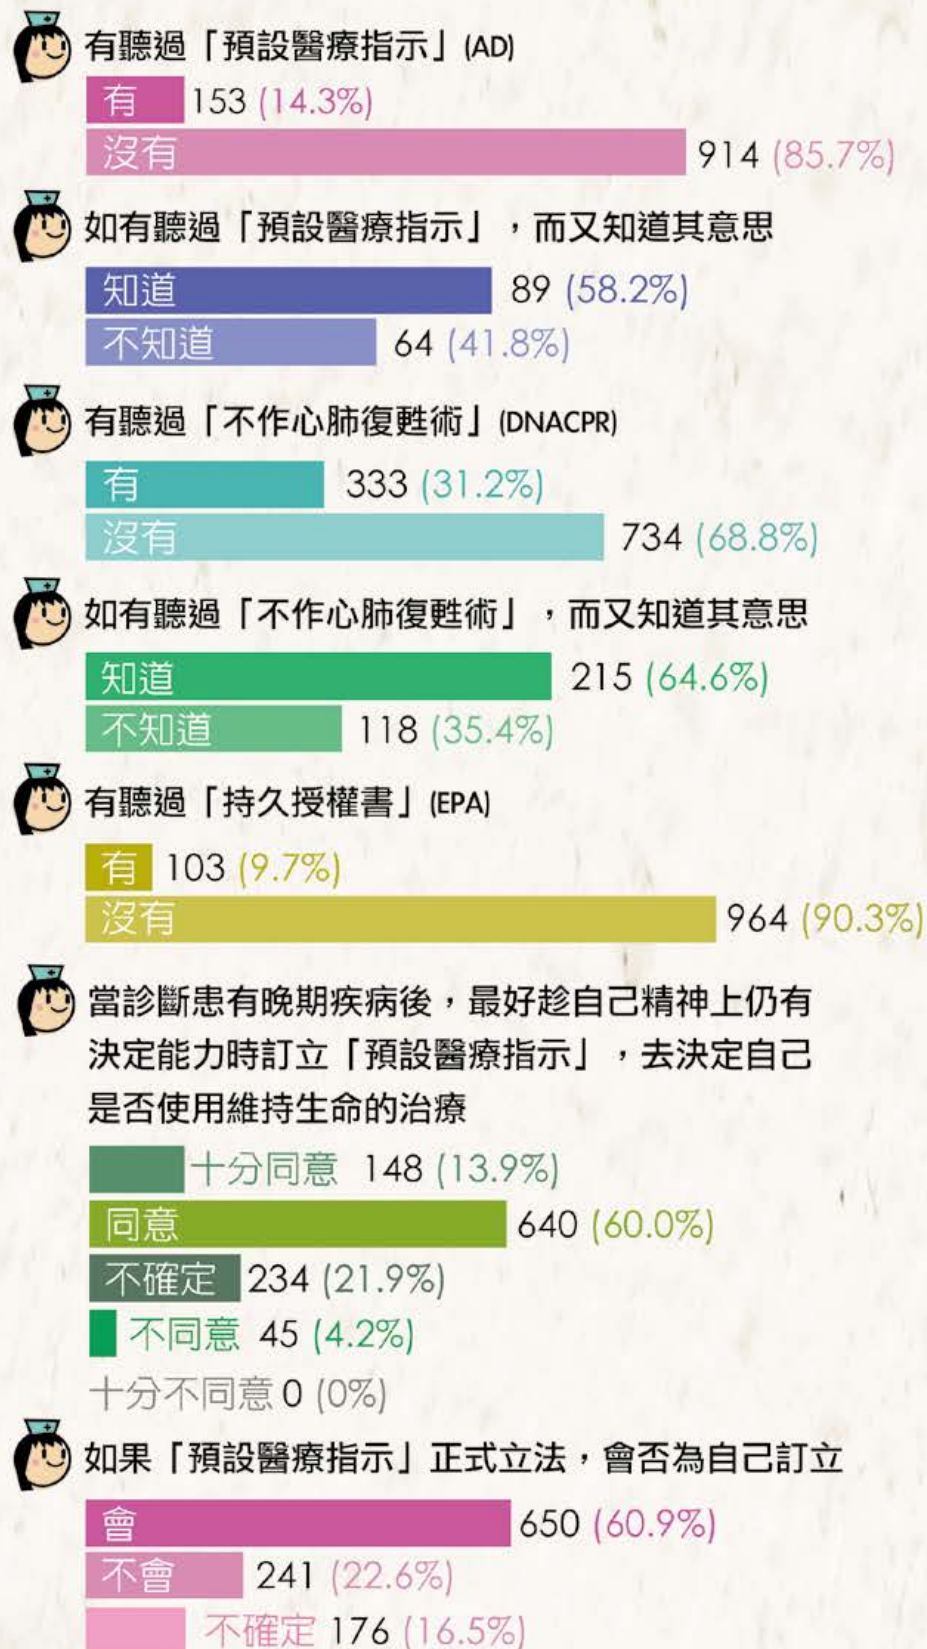 有聽過「預設醫療指示」(AD)
有 153 (14.3%)
沒有 914 (85.7%)
如有聽過「預設醫療指示」，而又知道其意思
知道 89 (58.2%)
不知道 64 (41.8%)
有聽過「不作心肺復甦術」(DNACPR)
有 333 (31.2%)
沒有 734 (68.8%)
如有聽過「不作心肺復甦術」，而又知道其意思
知道 215 (64.6%)
不知道 118 (35.4%)
有聽過「持久授權書」(EPA)
有 103 (9.7%)
沒有 964 (90.3%)
當診斷患有晚期疾病後，最好趁自己精神上仍有
決定能力時訂立「預設醫療指示」，去決定自己
是否使用維持生命的治療
十分同意 148 (13.9%)
同意 640 (60.0%)
不確定 234 (21.9%)
不同意 45 (4.2%)
十分不同意 0 (0%)
如果「預設醫療指示」正式立法，會否為自己訂立
會 650 (60.9%)
不會 241 (22.6%)
不確定 176 (16.5%)